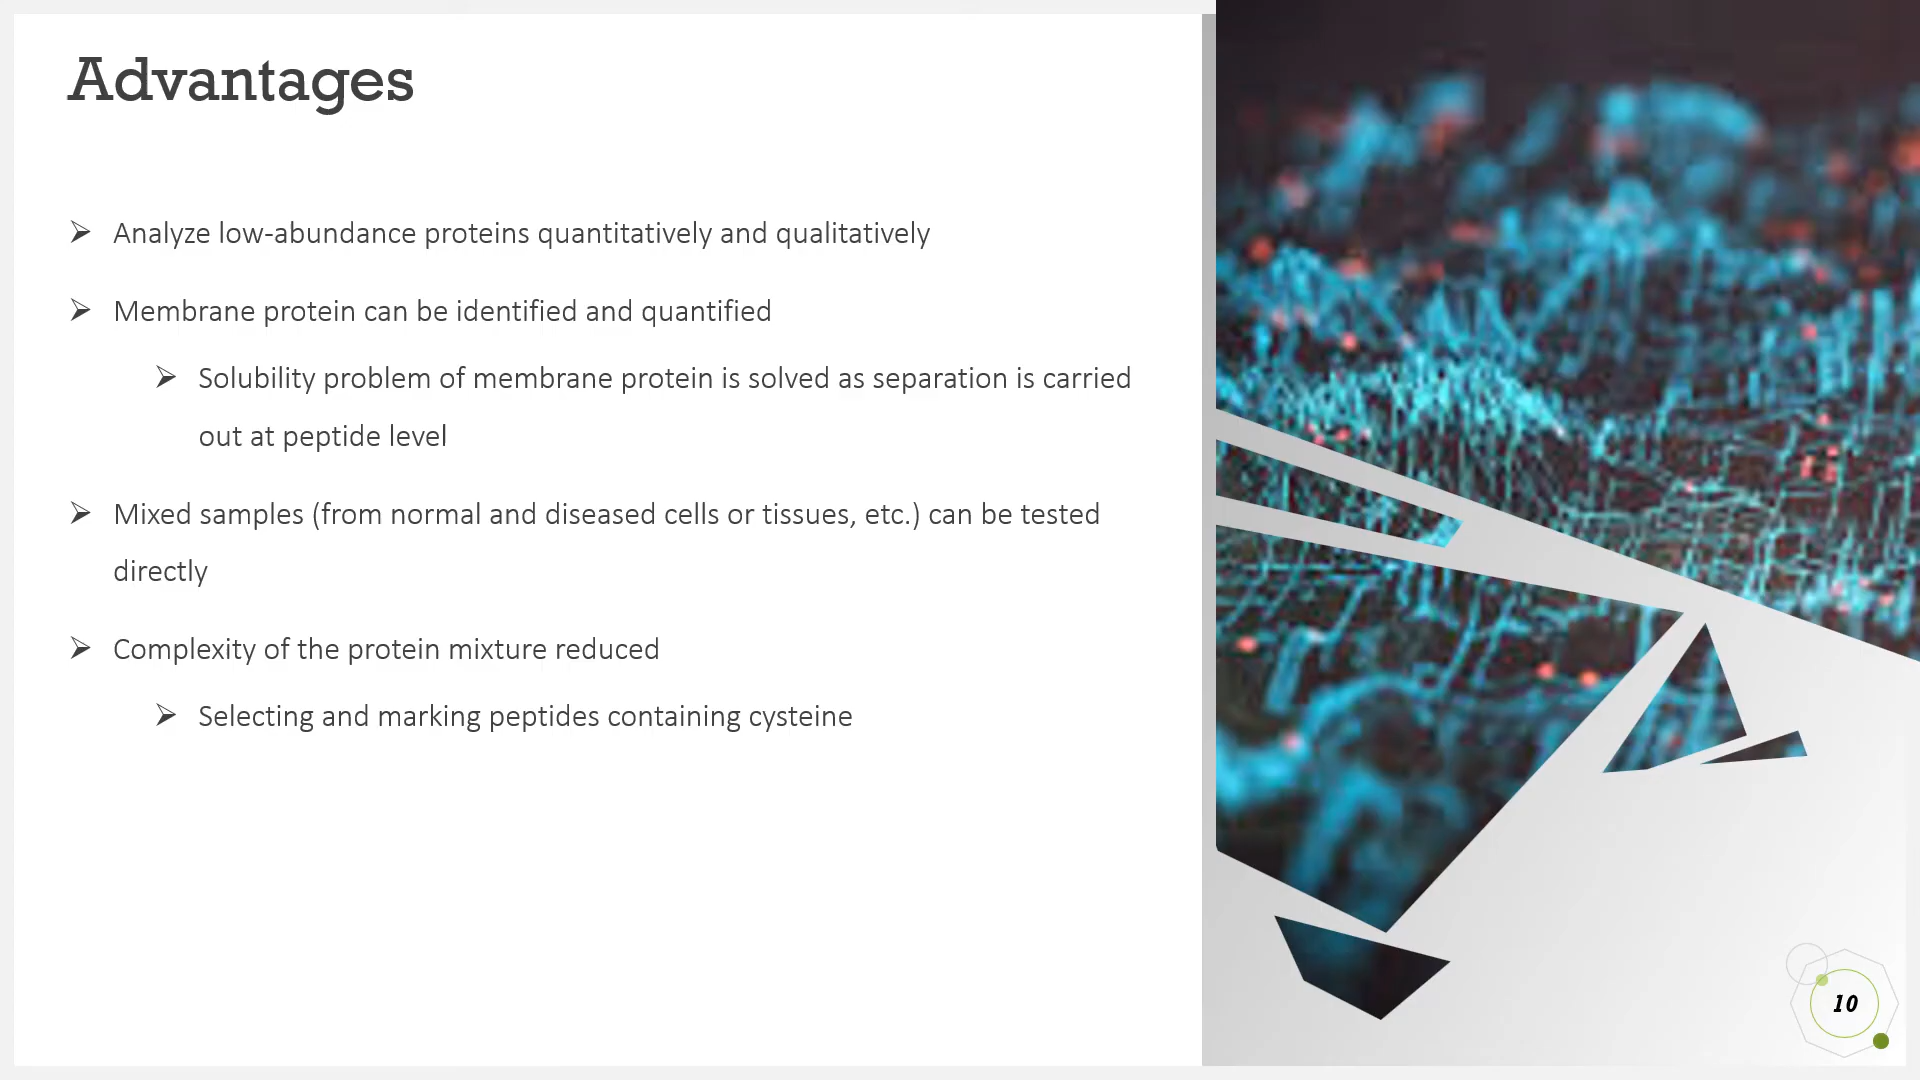 Advantages
Analyze low-abundance proteins quantitatively and qualitatively
Membrane protein can be identified and quantified
Solubility problem of membrane protein is solved as separation is carried
out at peptide level
Mixed samples (from normal and diseased cells or tissues, etc.) can be tested
directly
Complexity of the protein mixture reduced
Selecting and marking peptides containing cysteine
10